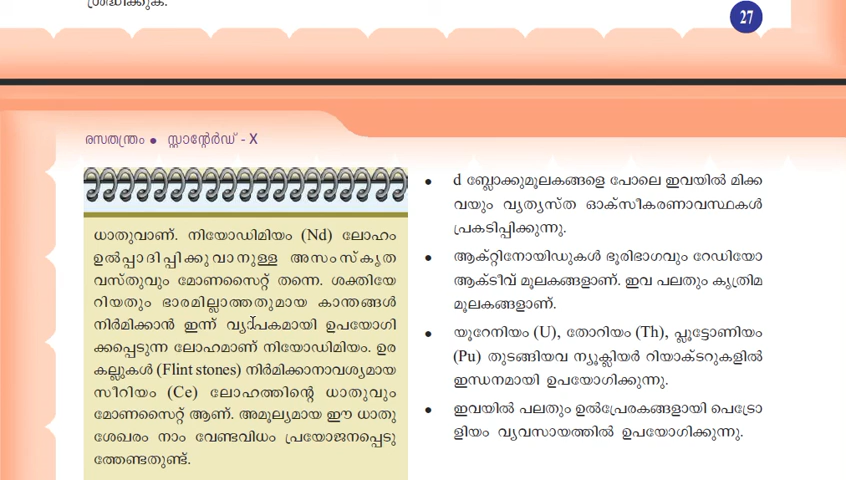 ശ്രദ്ധിക്കുക.
27
രസതന്ത്രം ● സ്റ്റാന്റേർഡ് - X
ധാതുവാണ്. നിയോഡിമിയം (Nd) ലോഹം
ഉൽപ്പാദിപ്പിക്കുവാനുള്ള അസംസ്കൃത
വസ്തുവും മോണസൈറ്റ് തന്നെ. ശക്തിയേ
റിയതും ഭാരമില്ലാത്തതുമായ കാന്തങ്ങൾ
നിർമിക്കാൻ ഇന്ന് വ്യാപകമായി ഉപയോഗി
ക്കപ്പെടുന്ന ലോഹമാണ് നിയോഡിമിയം. ഉര
കല്ലുകൾ (Flint stones) നിർമിക്കാനാവശ്യമായ
സീറിയം (Ce) ലോഹത്തിന്റെ ധാതുവും
മോണസൈറ്റ് ആണ്. അമൂല്യമായ ഈ ധാതു
ശേഖരം നാം വേണ്ടവിധം പ്രയോജനപ്പെടു
ത്തേണ്ടതുണ്ട്.
● d ബ്ലോക്കുമൂലകങ്ങളെ പോലെ ഇവയിൽ മിക്ക
വയും വ്യത്യസ്ത ഓക്സീകരണാവസ്ഥകൾ
പ്രകടിപ്പിക്കുന്നു.
● ആക്റ്റിനോയിഡുകൾ ഭൂരിഭാഗവും റേഡിയോ
ആക്ടീവ് മൂലകങ്ങളാണ്. ഇവ പലതും കൃത്രിമ
മൂലകങ്ങളാണ്.
● യൂറേനിയം (U), തോറിയം (Th), പ്ലൂട്ടോണിയം
(Pu) തുടങ്ങിയവ ന്യൂക്ലിയർ റിയാക്ടറുകളിൽ
ഇന്ധനമായി ഉപയോഗിക്കുന്നു.
● ഇവയിൽ പലതും ഉൽപ്രേരകങ്ങളായി പെട്രോ
ളിയം വ്യവസായത്തിൽ ഉപയോഗിക്കുന്നു.